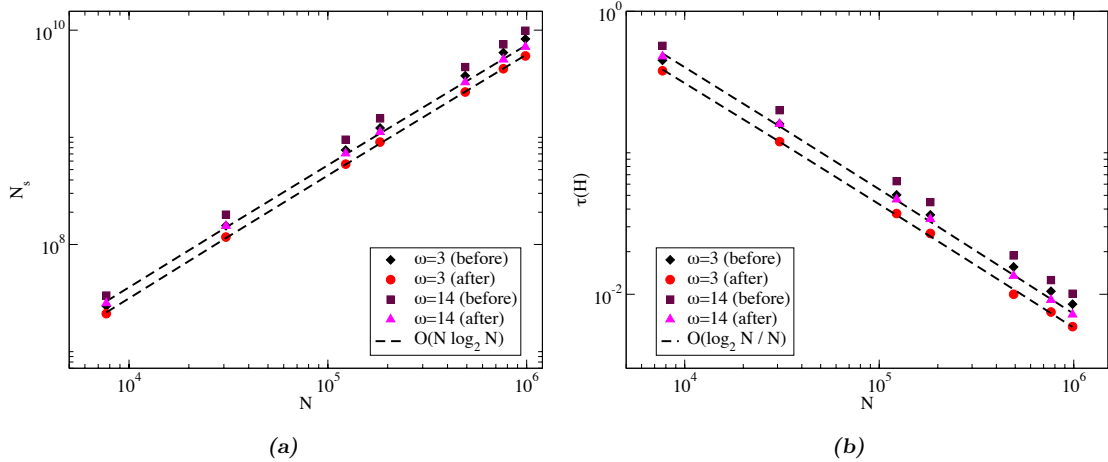 10^10
10^8
N_s
10^4
10^5
10^6
N
ω=3 (before)
ω=3 (after)
ω=14 (before)
ω=14 (after)
O(N log_2 N)
(a)
10^0
10^-2
τ(H)
10^4
10^5
10^6
N
ω=3 (before)
ω=3 (after)
ω=14 (before)
ω=14 (after)
O(log_2 N / N)
(b)